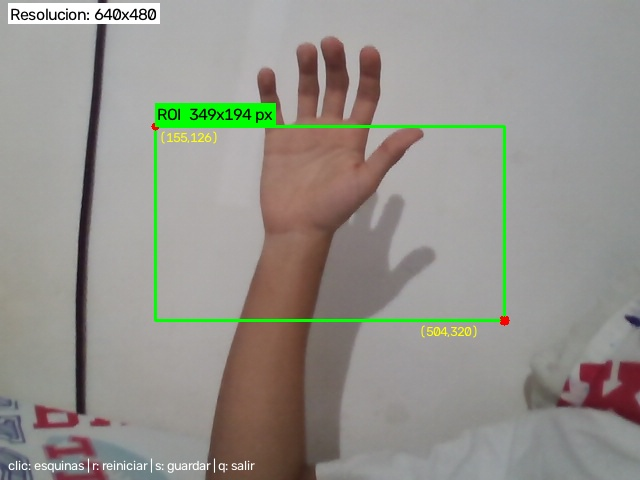 Resolucion: 640x480
ROI 349x194 px
(155,126)
(504,320)
clic: esquinas | r: reiniciar | s: guardar | q: salir